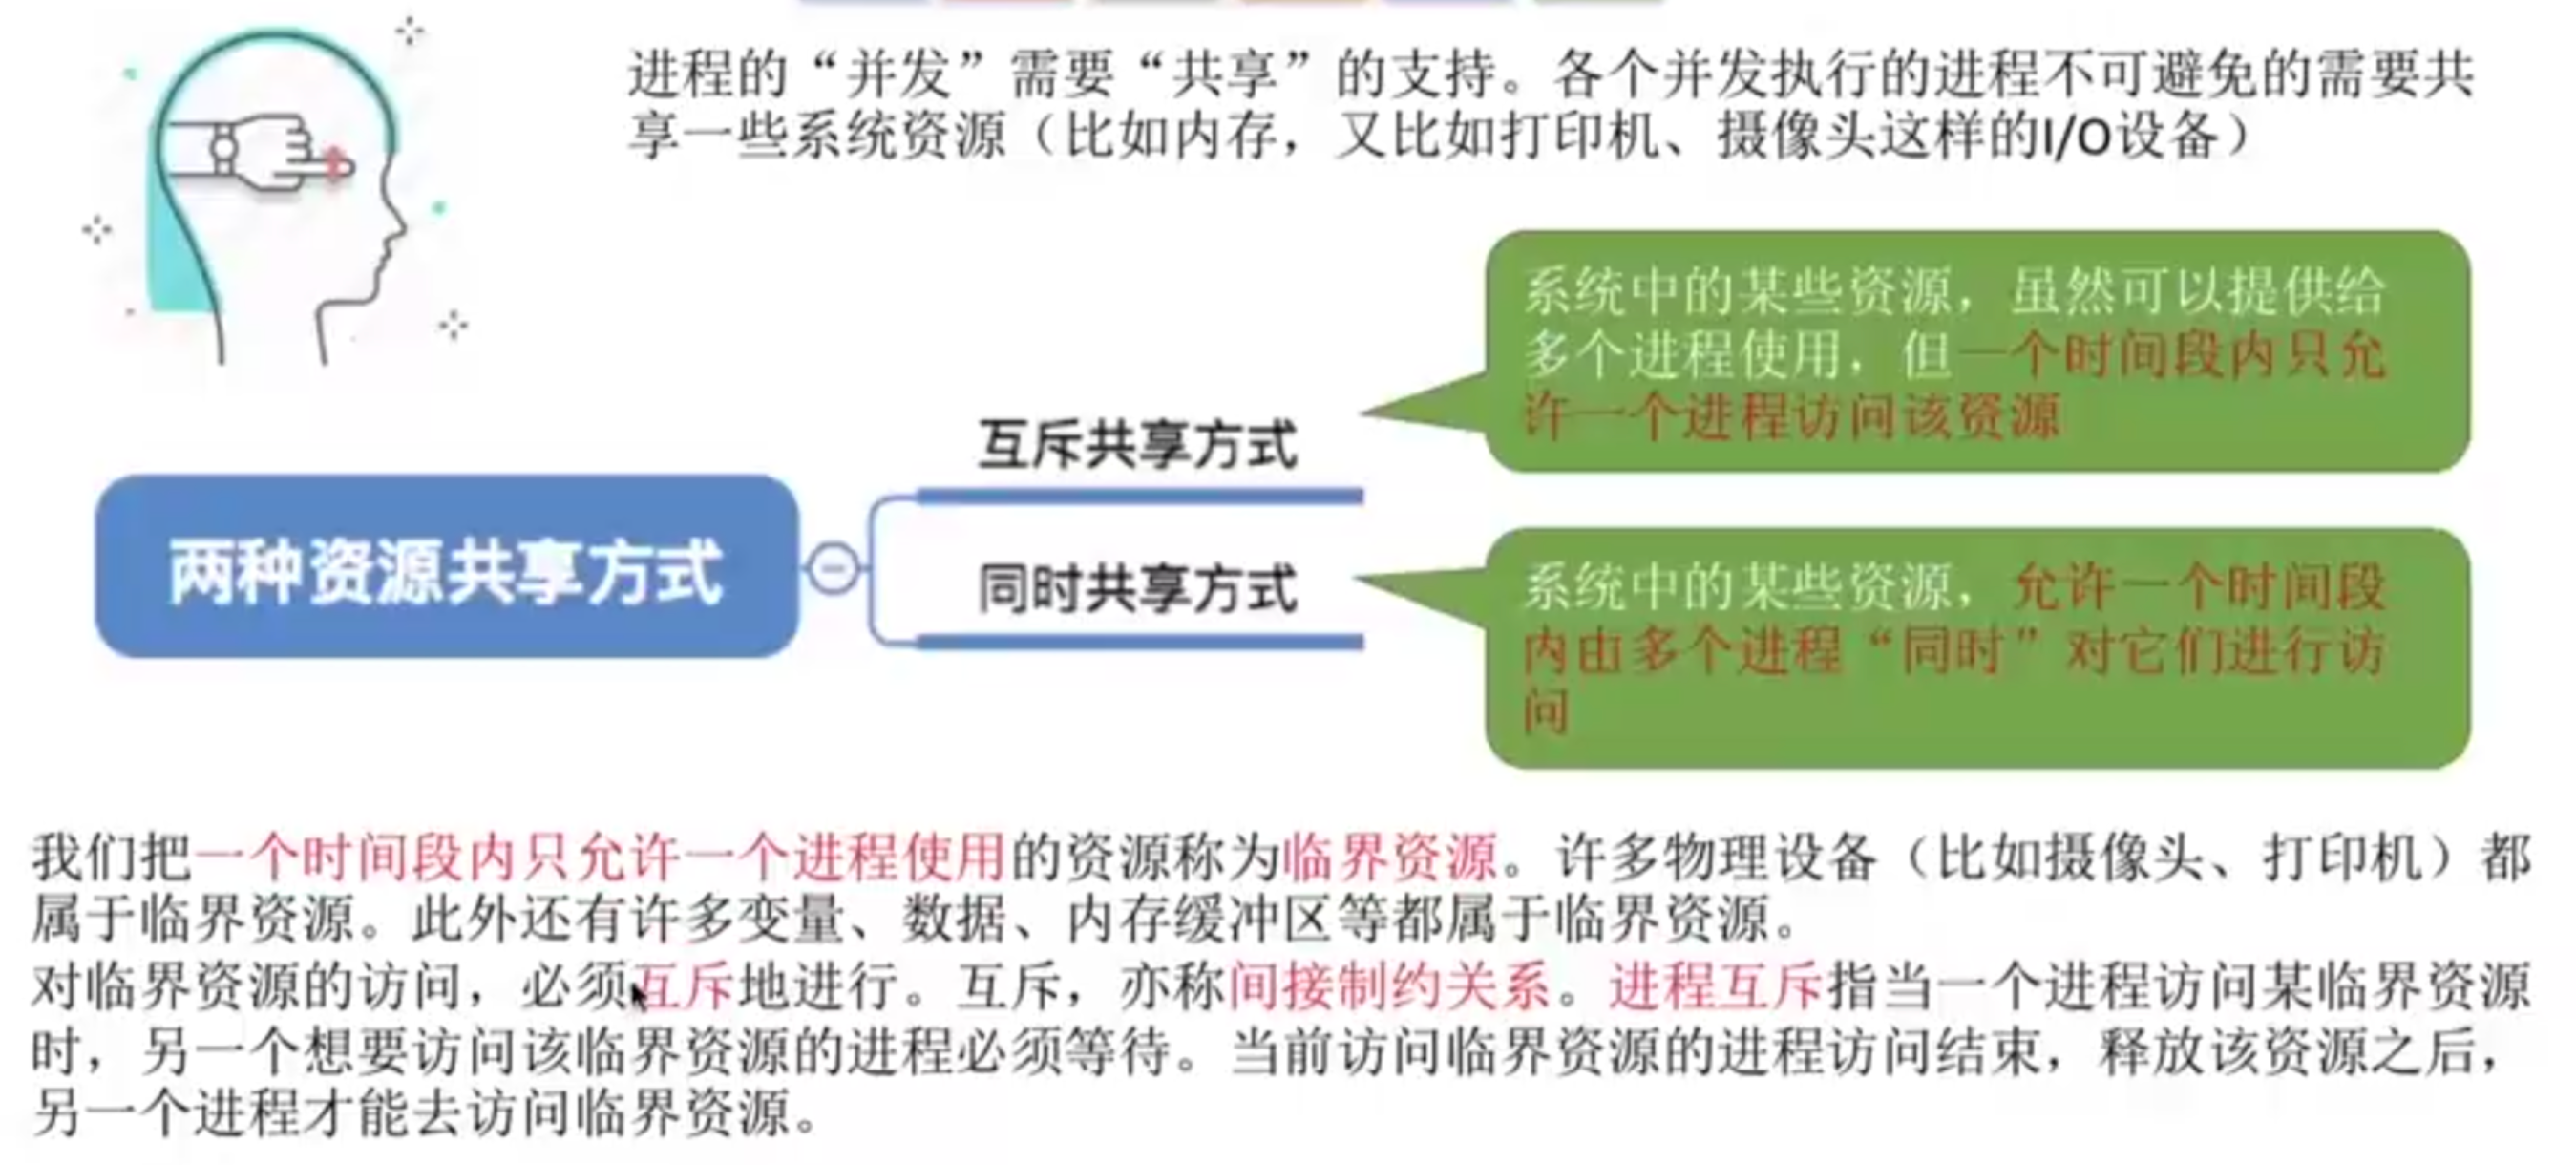 进程的“并发”需要“共享”的支持。各个并发执行的进程不可避免的需要共
享一些系统资源（比如内存，又比如打印机、摄像头这样的I/O设备）
系统中的某些资源，虽然可以提供给
多个进程使用，但一个时间段内只允
许一个进程访问该资源
互斥共享方式
两种资源共享方式
同时共享方式
系统中的某些资源，允许一个时间段
内由多个进程“同时”对它们进行访
问
我们把一个时间段内只允许一个进程使用的资源称为临界资源。许多物理设备（比如摄像头、打印机）都
属于临界资源。此外还有许多变量、数据、内存缓冲区等都属于临界资源。
对临界资源的访问，必须互斥地进行。互斥，亦称间接制约关系。进程互斥指当一个进程访问某临界资源
时，另一个想要访问该临界资源的进程必须等待。当前访问临界资源的进程访问结束，释放该资源之后，
另一个进程才能去访问临界资源。